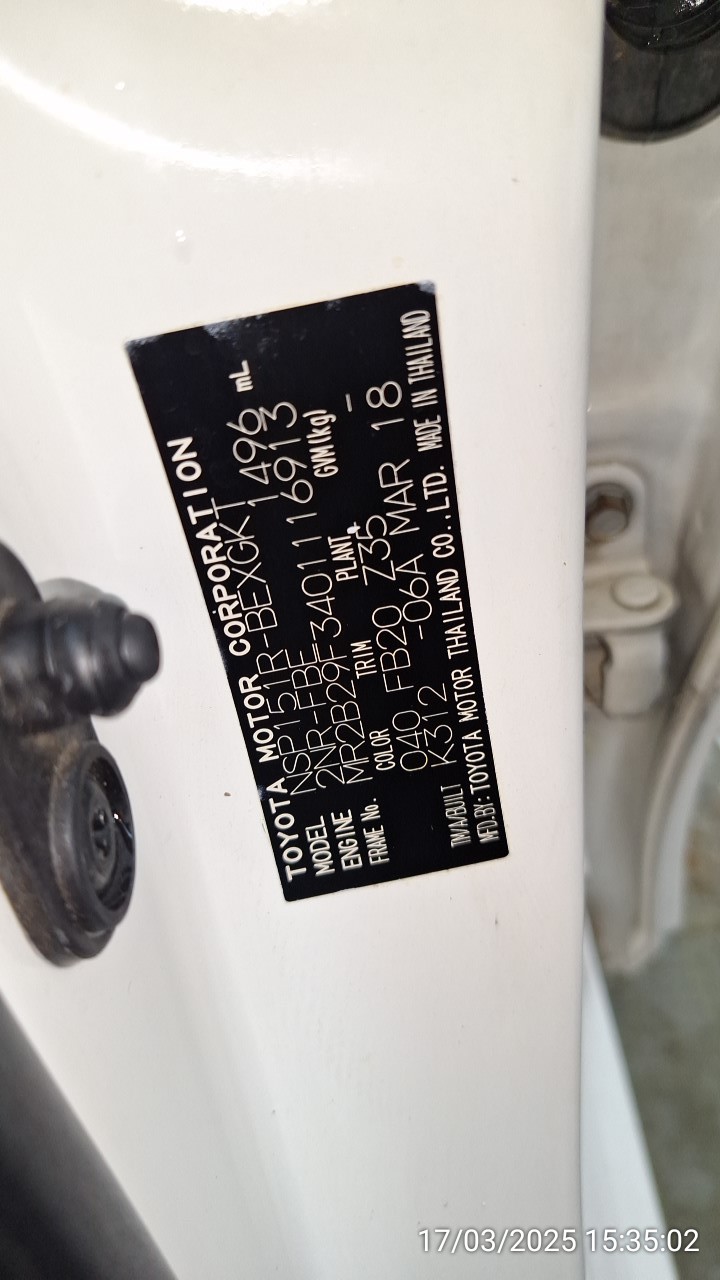 TOYOTA MOTOR CORPORATION
MODEL NSP151R-BEXGKT
ENGINE 2NR-FBE 1496 mL
FRAME No. MR2B29F3401116913
COLOR TRIM PLANT GVM(kg)
040 FB20 Z35 -
K312 -06A MAR 18
TM/A/BUILT
MFD.BY:TOYOTA MOTOR THAILAND CO.,LTD. MADE IN THAILAND
17/03/2025 15:35:02